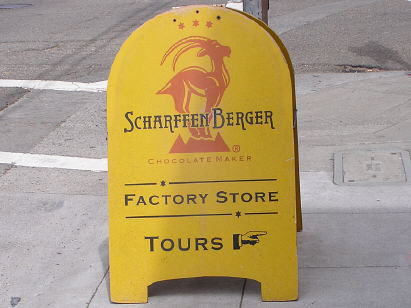 SCHARFFEN BERGER
CHOCOLATE MAKER
FACTORY STORE
TOURS